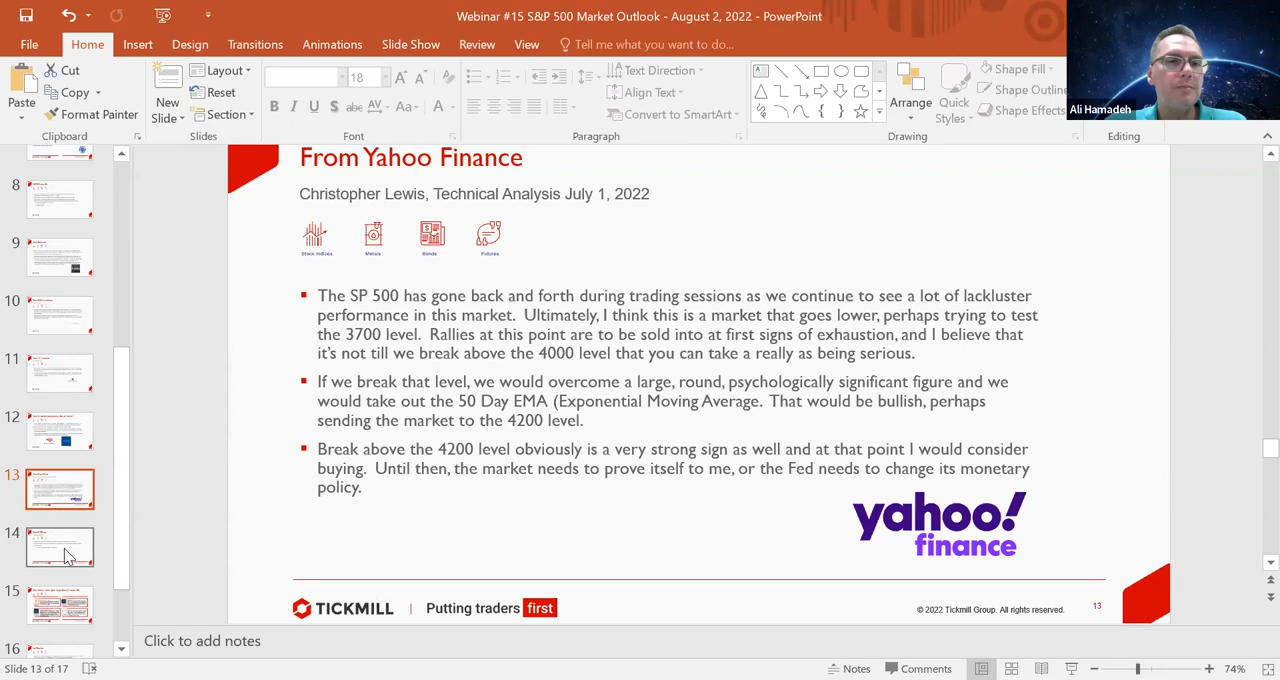 Webinar #15 S&P 500 Market Outlook - August 2, 2022 - PowerPoint
File Home Insert Design Transitions Animations Slide Show Review View Tell me what you want to do...
Ali Hamadeh
Paste
Cut
Copy
Format Painter
Clipboard
New Slide
Layout
Reset
Section
Slides
18
B I U S abc AV Aa A
Font
Text Direction
Align Text
Convert to SmartArt
Paragraph
Arrange
Quick Styles
Shape Fill
Shape Outlin
Shape Effects
Drawing
Editing
8
9
10
11
12
13
14
15
16
From Yahoo Finance
Christopher Lewis, Technical Analysis July 1, 2022
Stock Indices Metals Bonds Futures
The SP 500 has gone back and forth during trading sessions as we continue to see a lot of lackluster
performance in this market. Ultimately, I think this is a market that goes lower, perhaps trying to test
the 3700 level. Rallies at this point are to be sold into at first signs of exhaustion, and I believe that
it's not till we break above the 4000 level that you can take a really as being serious.
If we break that level, we would overcome a large, round, psychologically significant figure and we
would take out the 50 Day EMA (Exponential Moving Average. That would be bullish, perhaps
sending the market to the 4200 level.
Break above the 4200 level obviously is a very strong sign as well and at that point I would consider
buying. Until then, the market needs to prove itself to me, or the Fed needs to change its monetary
policy.
yahoo!
finance
TICKMILL | Putting traders first
© 2022 Tickmill Group. All rights reserved. 13
Click to add notes
Slide 13 of 17
Notes Comments 74%